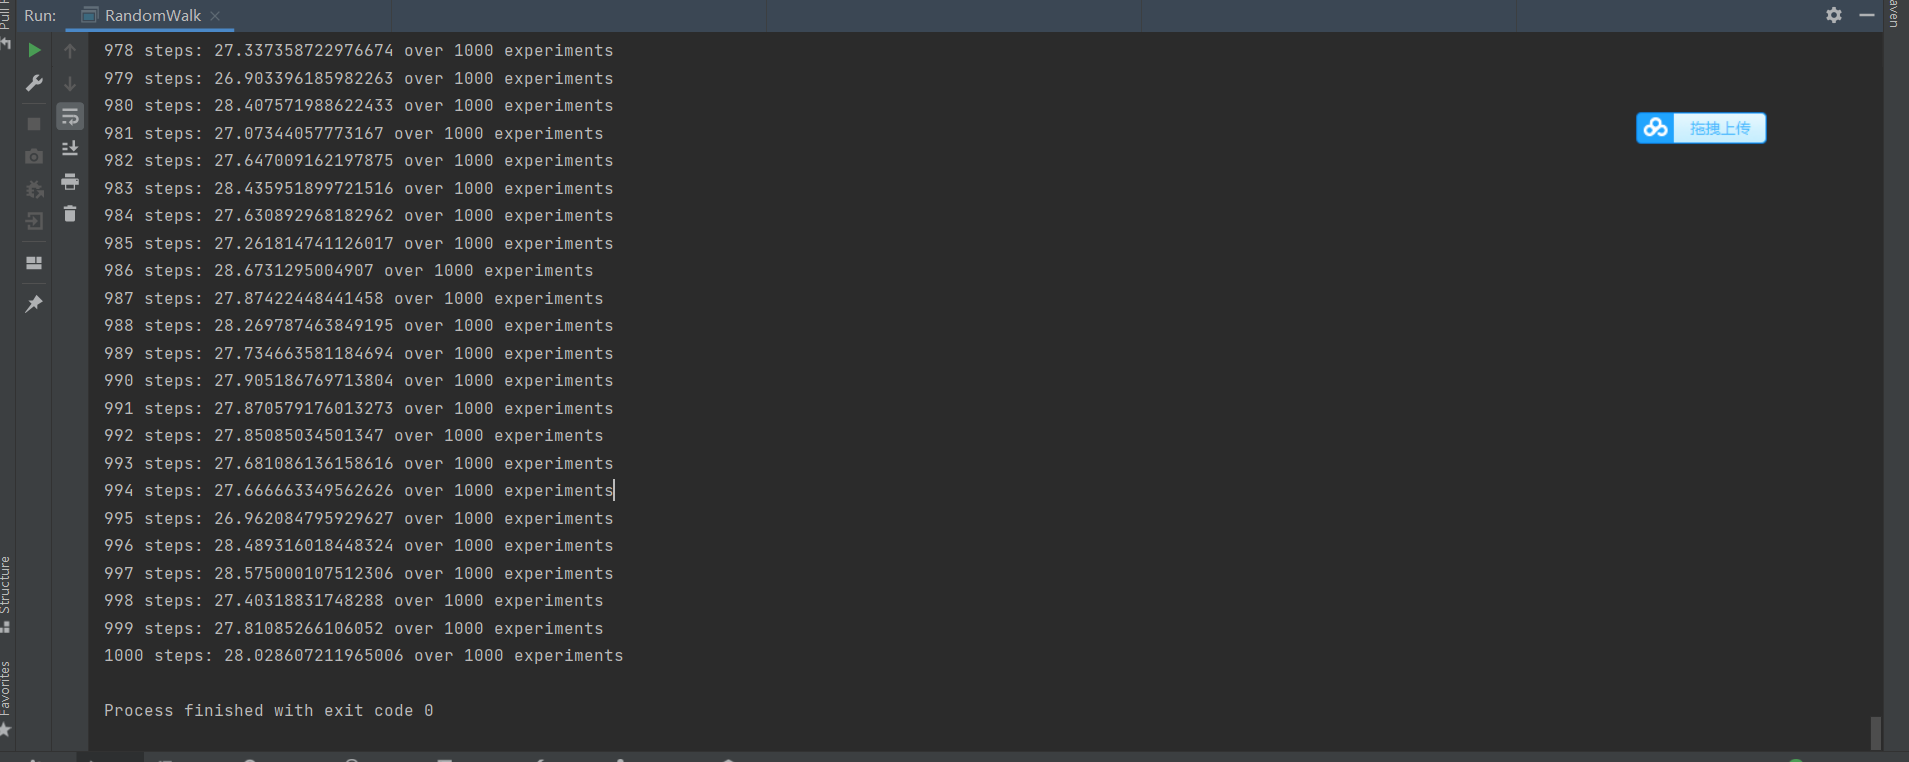 Pull R
Run: RandomWalk
aven
978 steps: 27.337358722976674 over 1000 experiments
979 steps: 26.903396185982263 over 1000 experiments
980 steps: 28.407571988622433 over 1000 experiments
981 steps: 27.07344057773167 over 1000 experiments
拖拽上传
982 steps: 27.647009162197875 over 1000 experiments
983 steps: 28.435951899721516 over 1000 experiments
984 steps: 27.630892968182962 over 1000 experiments
985 steps: 27.261814741126017 over 1000 experiments
986 steps: 28.6731295004907 over 1000 experiments
987 steps: 27.87422448441458 over 1000 experiments
988 steps: 28.269787463849195 over 1000 experiments
989 steps: 27.734663581184694 over 1000 experiments
990 steps: 27.905186769713804 over 1000 experiments
991 steps: 27.870579176013273 over 1000 experiments
992 steps: 27.85085034501347 over 1000 experiments
993 steps: 27.681086136158616 over 1000 experiments
994 steps: 27.666663349562626 over 1000 experiments
995 steps: 26.962084795929627 over 1000 experiments
996 steps: 28.489316018448324 over 1000 experiments
997 steps: 28.575000107512306 over 1000 experiments
998 steps: 27.40318831748288 over 1000 experiments
999 steps: 27.81085266106052 over 1000 experiments
1000 steps: 28.028607211965006 over 1000 experiments
Structure
Favorites
Process finished with exit code 0